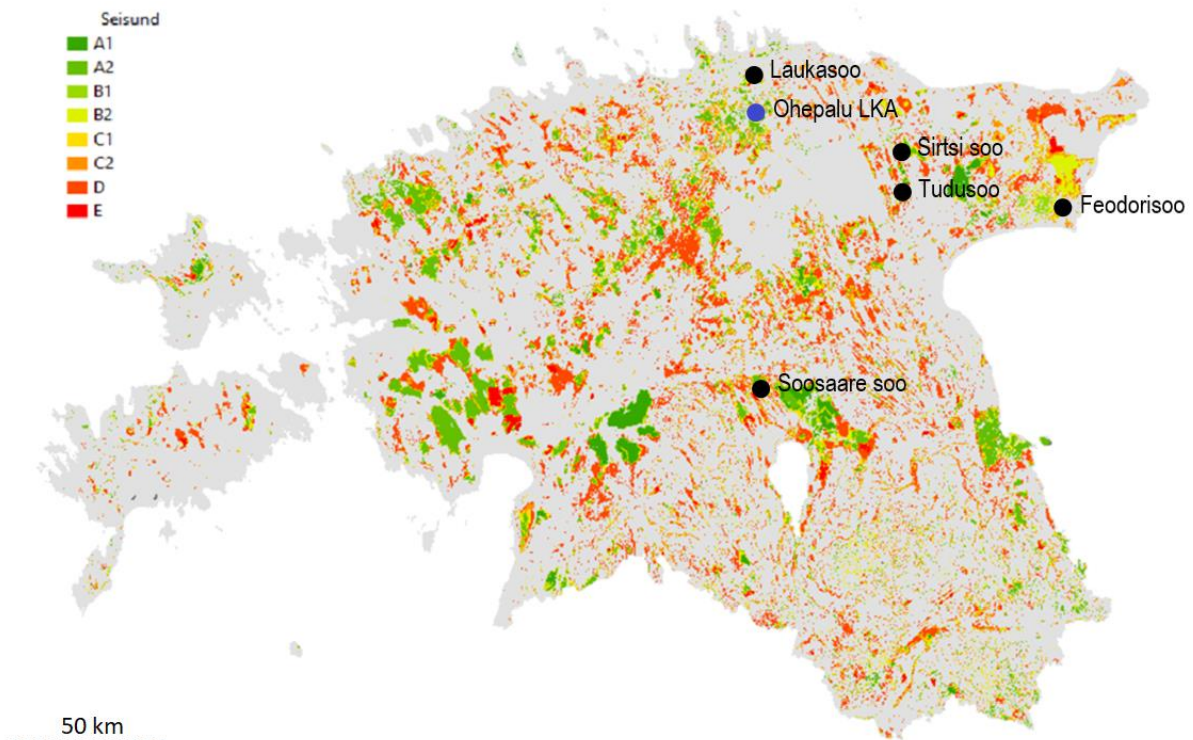 Seisund
A1
A2
B1
B2
C1
C2
D
E
Laukasoo
Ohepalu LKA
Sirtsi soo
Tudusoo
Feodorisoo
Soosaare soo
50 km